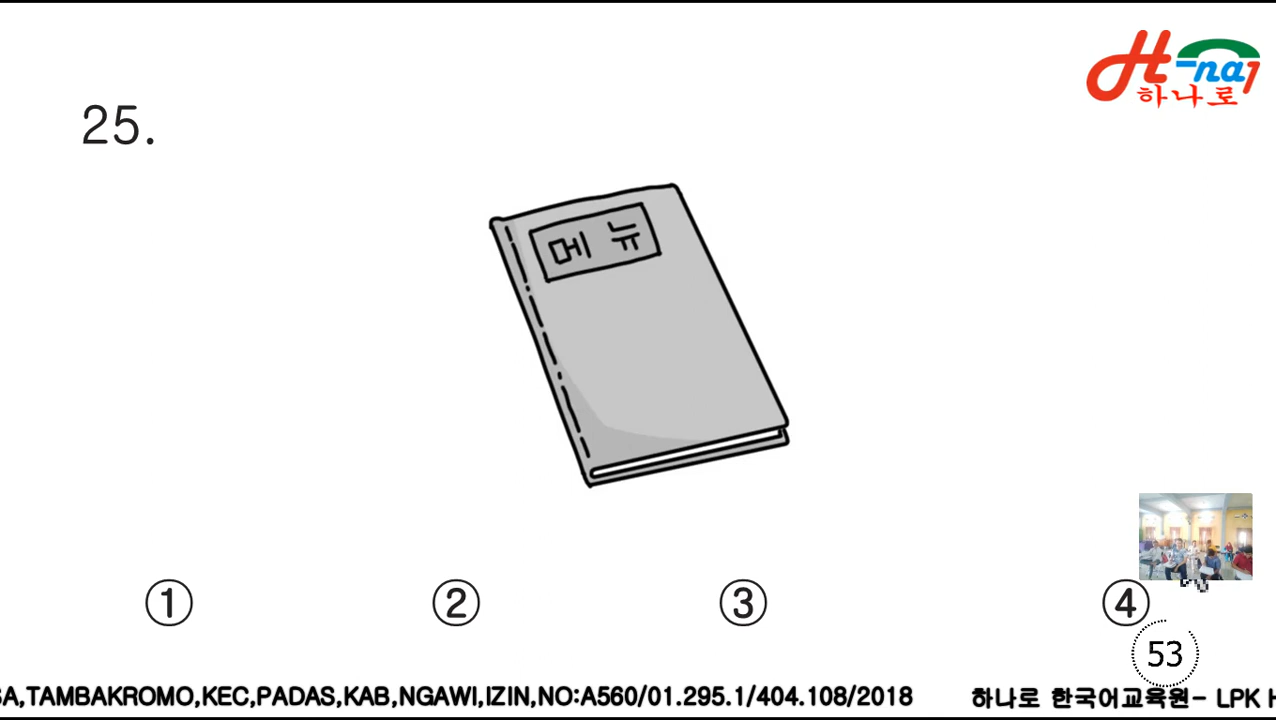 H-na1
하나로
25.
메뉴
① ② ③ ④
53
A,TAMBAKROMO,KEC,PADAS,KAB,NGAWI,IZIN,NO:A560/01.295.1/404.108/2018 하나로 한국어교육원- LPK H